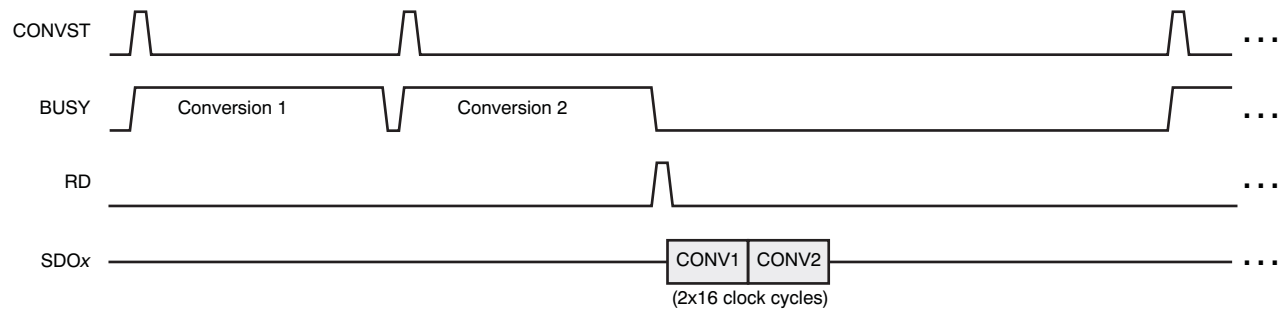 CONVST
...
BUSY
Conversion 1
Conversion 2
...
RD
...
SDOx
CONV1
CONV2
...
(2x16 clock cycles)